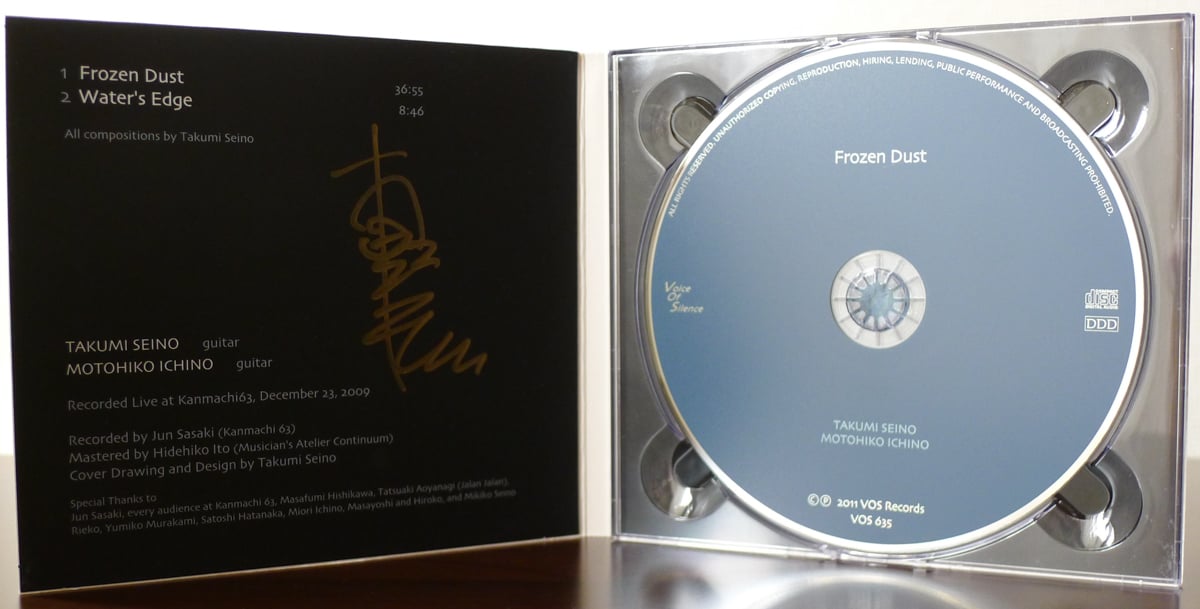 1 Frozen Dust 36:55
2 Water's Edge 8:46
All compositions by Takumi Seino
TAKUMI SEINO guitar
MOTOHIKO ICHINO guitar
Recorded Live at Kanmachi63, December 23, 2009
Recorded by Jun Sasaki (Kanmachi 63)
Mastered by Hidehiko Ito (Musician's Atelier Continuum)
Cover Drawing and Design by Takumi Seino
Special Thanks to
Jun Sasaki, every audience at Kanmachi 63, Masafumi Hishikawa, Tatsuaki Aoyanagi (Jalan Jalan),
Rieko, Yumiko Murakami, Satoshi Hatanaka, Miori Ichino, Masayoshi and Hiroko, and Mikiko Seino
ALL RIGHTS RESERVED. UNAUTHORIZED COPYING, REPRODUCTION, HIRING, LENDING, PUBLIC PERFORMANCE AND BROADCASTING PROHIBITED.
Frozen Dust
Voice
Of
Silence
COMPACT
disc
DIGITAL AUDIO
DDD
TAKUMI SEINO
MOTOHIKO ICHINO
©℗ 2011 VOS Records
VOS 635